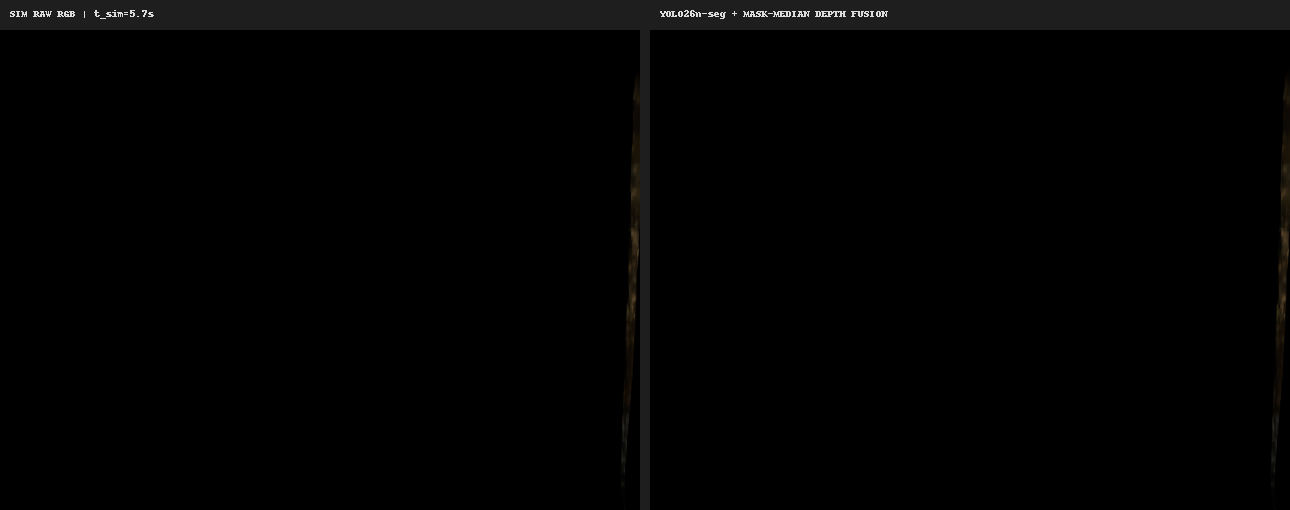 SIM RAW RGB | t_sim=5.7s
YOLO26n-seg + MASK-MEDIAN DEPTH FUSION